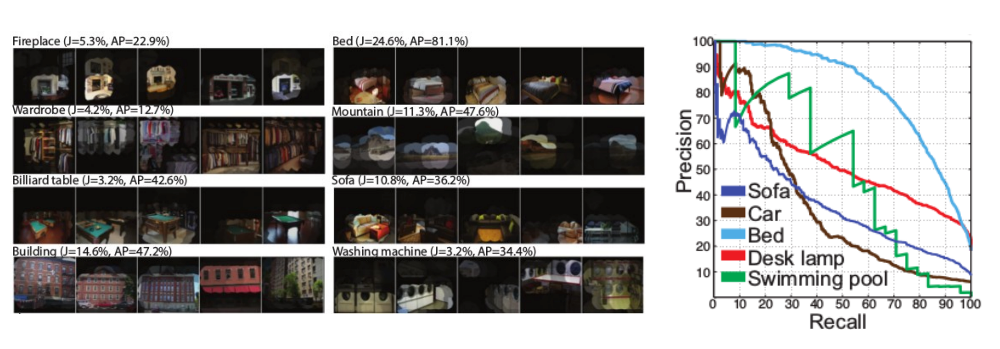 Fireplace (J=5.3%, AP=22.9%)
Wardrobe (J=4.2%, AP=12.7%)
Billiard table (J=3.2%, AP=42.6%)
Building (J=14.6%, AP=47.2%)
Bed (J=24.6%, AP=81.1%)
Mountain (J=11.3%, AP=47.6%)
Sofa (J=10.8%, AP=36.2%)
Washing machine (J=3.2%, AP=34.4%)
Precision
100
90
80
70
60
50
40
30
20
10
Sofa
Car
Bed
Desk lamp
Swimming pool
0 10 20 30 40 50 60 70 80 90 100
Recall